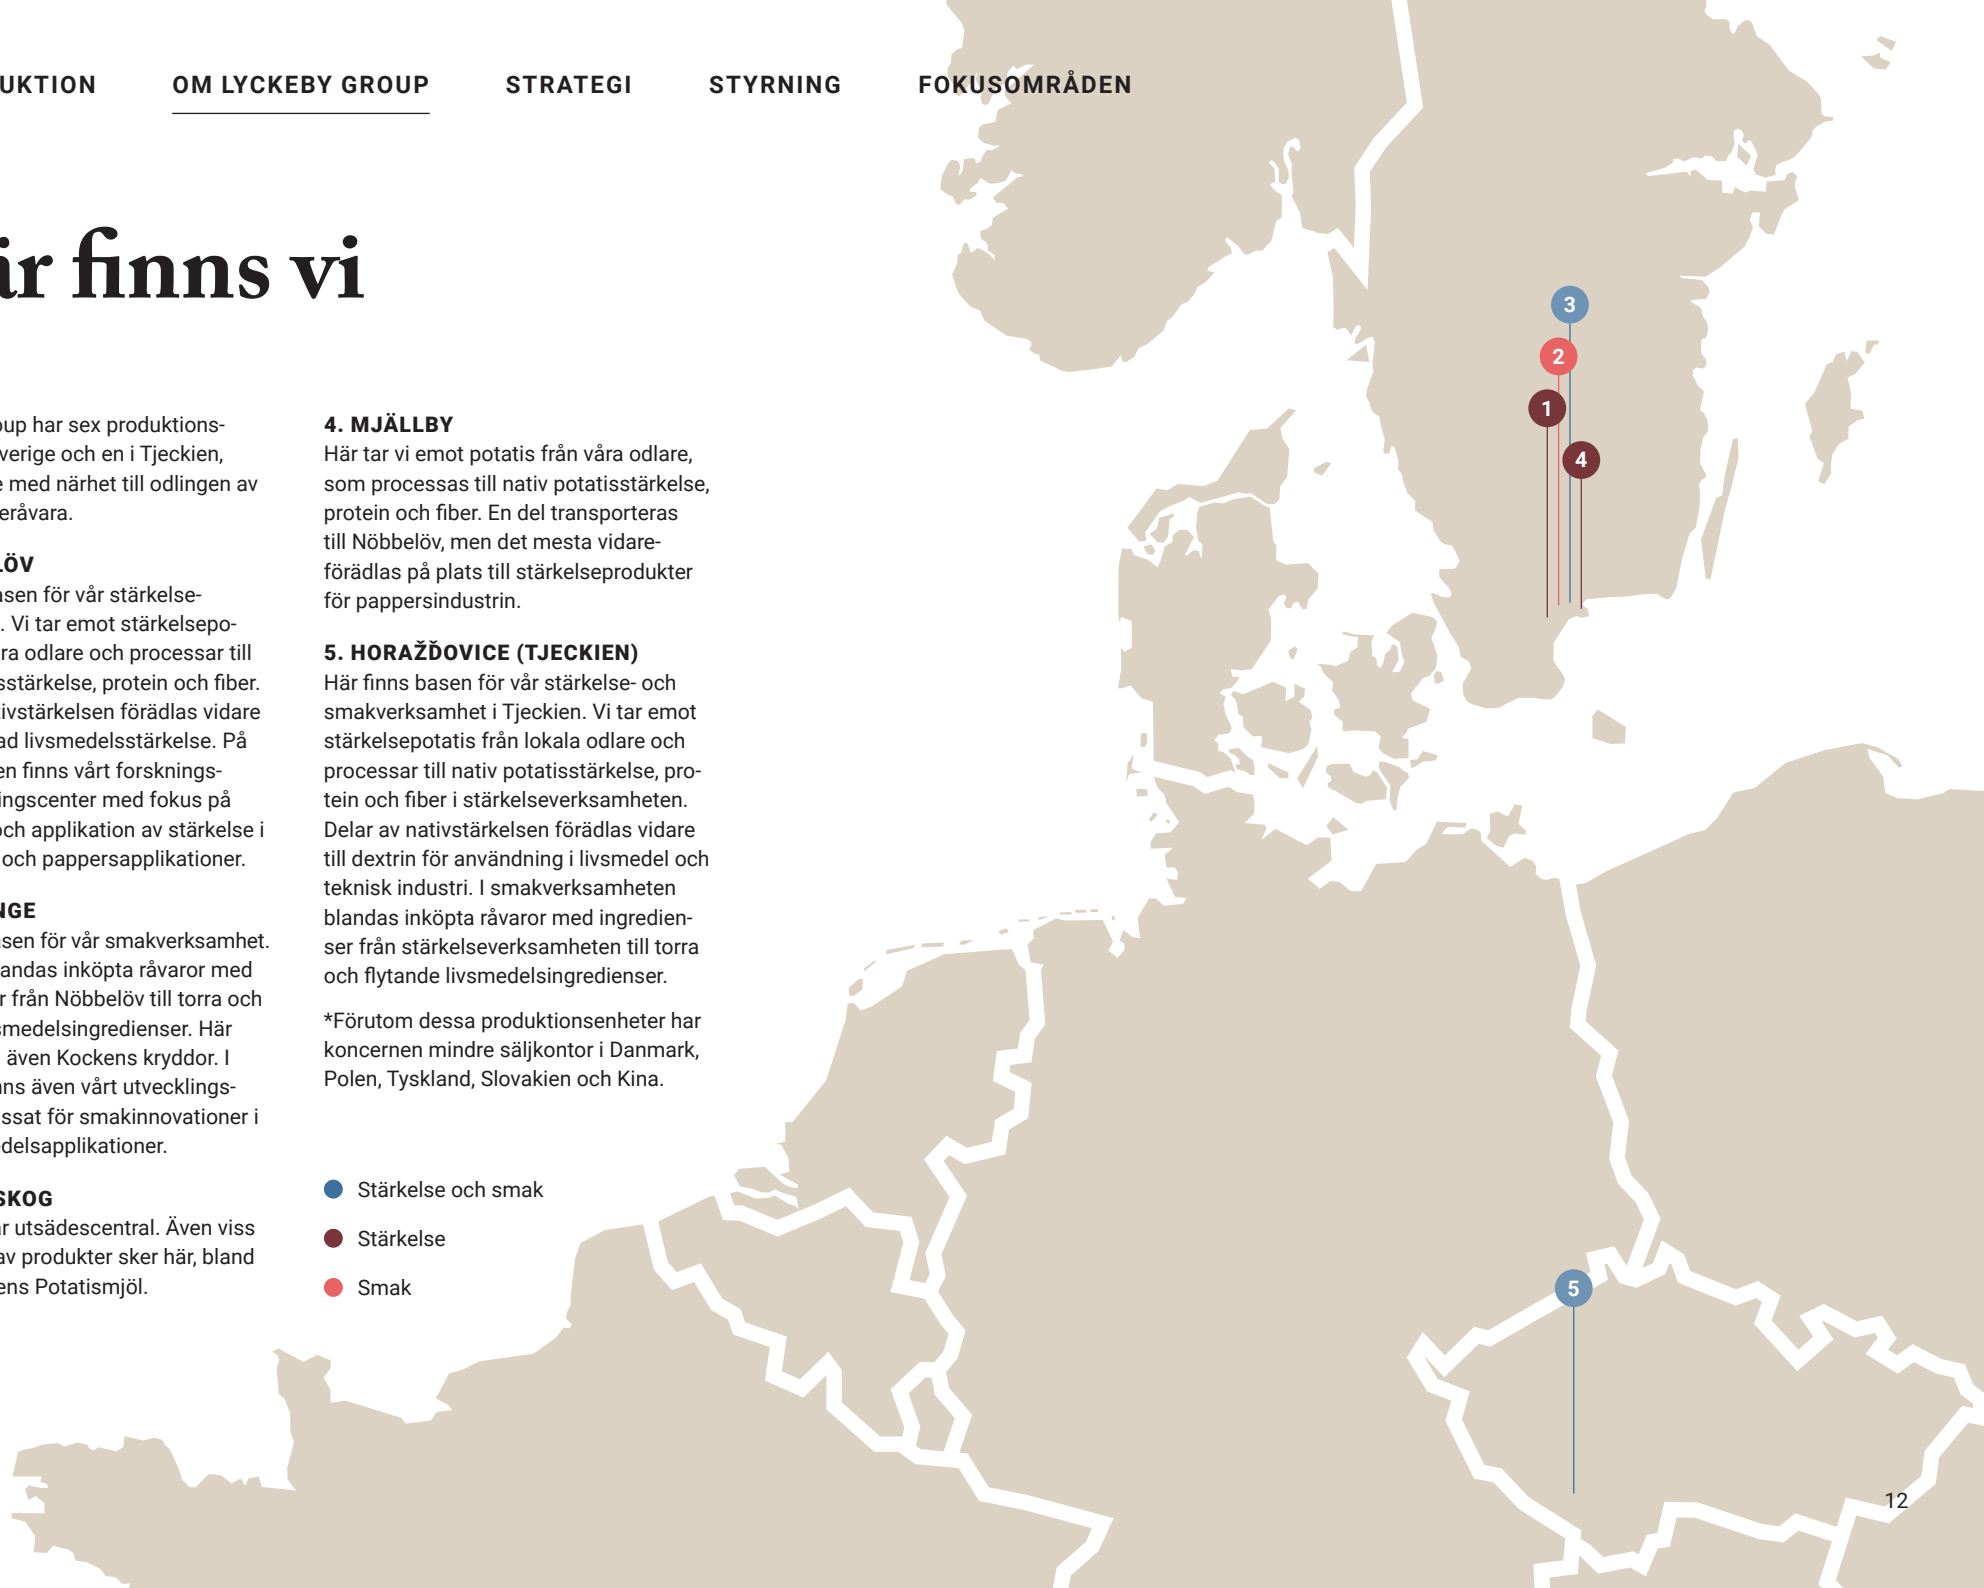 UKTION OM LYCKEBY GROUP STRATEGI STYRNING FOKUSOMRÅDEN
är finns vi
oup har sex produktions-
verige och en i Tjeckien,
e med närhet till odlingen av
eråvara.
LÖV
asen för vår stärkelse-
. Vi tar emot stärkelsepo-
ra odlare och processar till
sstärkelse, protein och fiber.
tivstärkelsen förädlas vidare
ad livsmedelsstärkelse. På
en finns vårt forsknings-
ingscenter med fokus på
och applikation av stärkelse i
och pappersapplikationer.
NGE
asen för vår smakverksamhet.
landas inköpta råvaror med
r från Nöbbelöv till torra och
smedelsingredienser. Här
även Kockens kryddor. I
nns även vårt utvecklings-
ssat för smakinnovationer i
edelsapplikationer.
SKOG
är utsädescentral. Även viss
av produkter sker här, bland
ens Potatismjöl.
4. MJÄLLBY
Här tar vi emot potatis från våra odlare,
som processas till nativ potatisstärkelse,
protein och fiber. En del transporteras
till Nöbbelöv, men det mesta vidare-
förädlas på plats till stärkelseprodukter
för pappersindustrin.
5. HORAŽĎOVICE (TJECKIEN)
Här finns basen för vår stärkelse- och
smakverksamhet i Tjeckien. Vi tar emot
stärkelsepotatis från lokala odlare och
processar till nativ potatisstärkelse, pro-
tein och fiber i stärkelseverksamheten.
Delar av nativstärkelsen förädlas vidare
till dextrin för användning i livsmedel och
teknisk industri. I smakverksamheten
blandas inköpta råvaror med ingredien-
ser från stärkelseverksamheten till torra
och flytande livsmedelsingredienser.
*Förutom dessa produktionsenheter har
koncernen mindre säljkontor i Danmark,
Polen, Tyskland, Slovakien och Kina.
Stärkelse och smak
Stärkelse
Smak
3
2
1
4
5
12